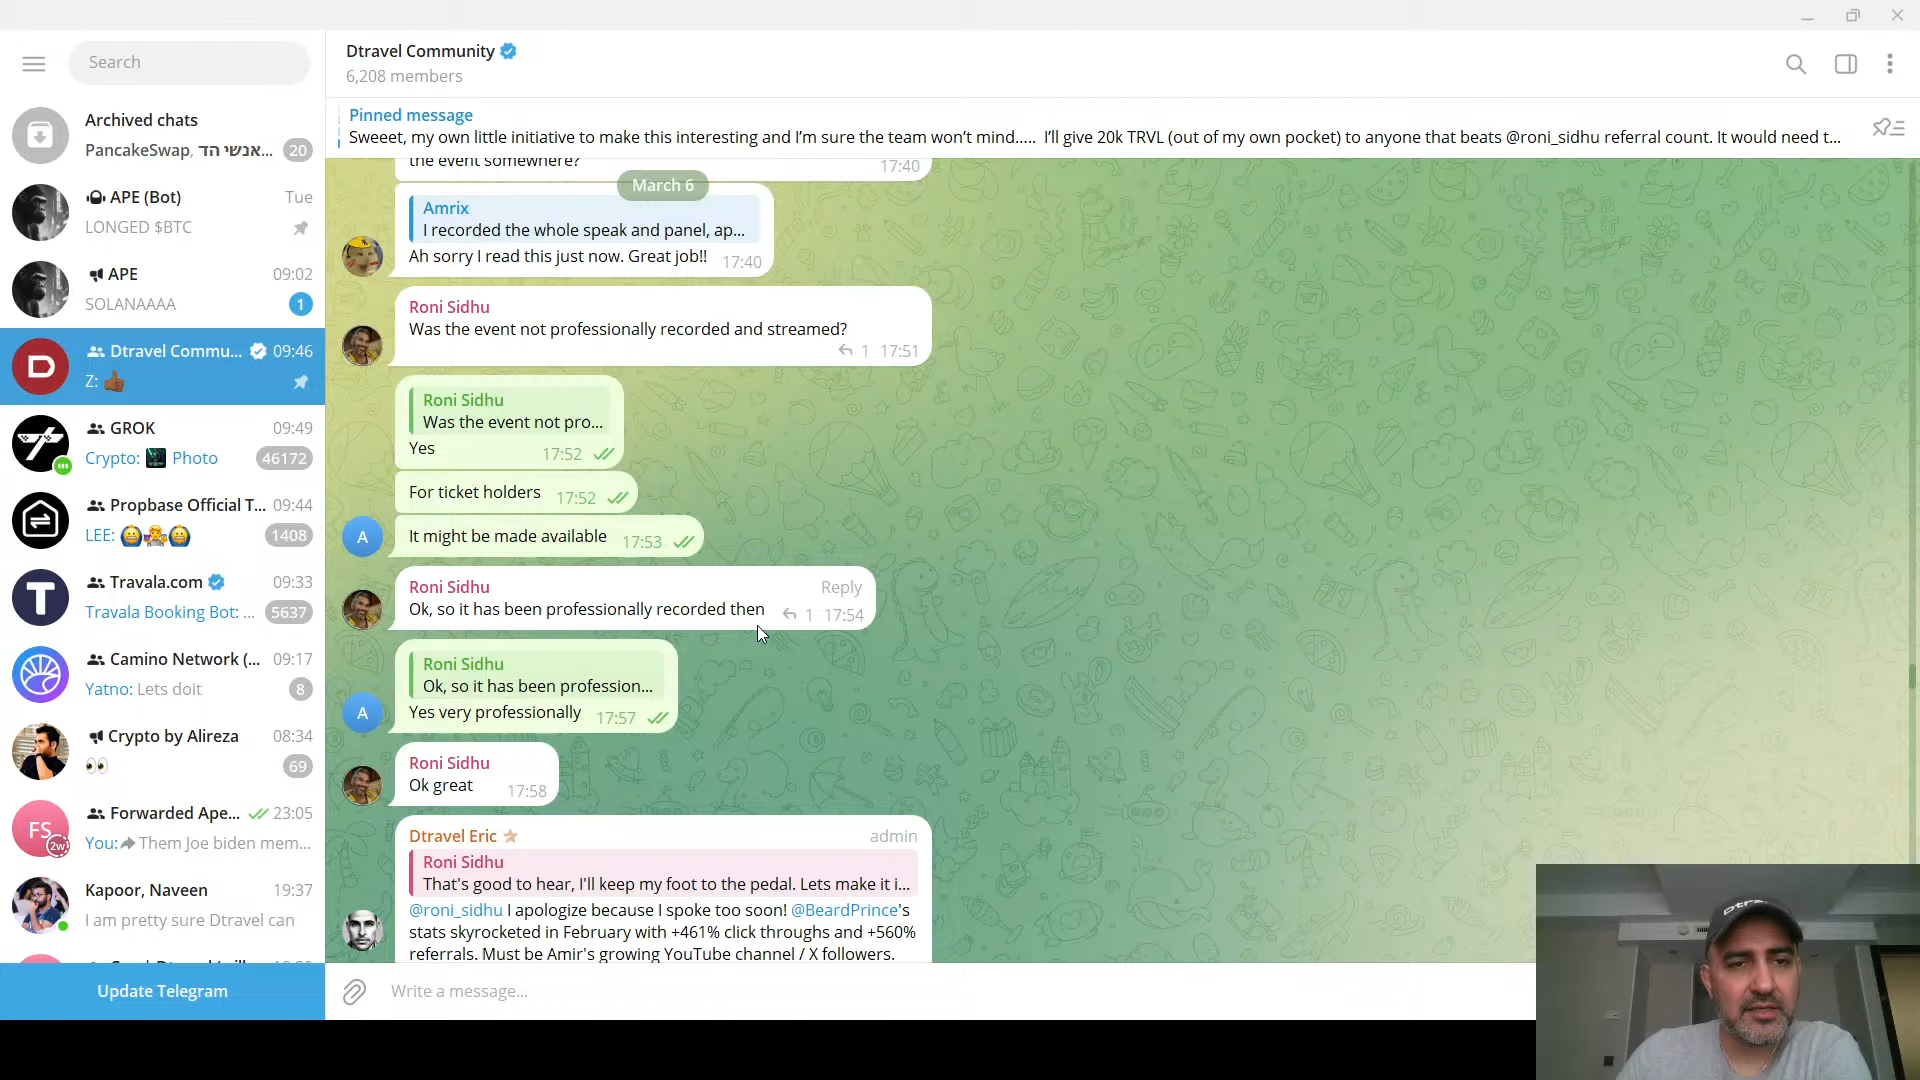 Search
Archived chats
PancakeSwap, אנשי הד...
20
APE (Bot)
Tue
LONGED $BTC
APE
09:02
SOLANAAAA
1
D
Dtravel Commu...
09:46
Z: 👍🏾
GROK
09:49
Crypto: Photo
46172
Propbase Official T...
09:44
LEE:
1408
T
Travala.com
09:33
Travala Booking Bot: ...
5637
Camino Network (...
09:17
Yatno: Lets doit
8
Crypto by Alireza
08:34
👀
69
FS
2w
Forwarded Ape...
23:05
You: Them Joe biden mem...
Kapoor, Naveen
19:37
I am pretty sure Dtravel can
Update Telegram
Dtravel Community
6,208 members
Pinned message
Sweeet, my own little initiative to make this interesting and I'm sure the team won't mind..... I'll give 20k TRVL (out of my own pocket) to anyone that beats @roni_sidhu referral count. It would need t...
the event somewhere?
17:40
March 6
Amrix
I recorded the whole speak and panel, ap...
Ah sorry I read this just now. Great job!!
17:40
Roni Sidhu
Was the event not professionally recorded and streamed?
1 17:51
Roni Sidhu
Was the event not pro...
Yes
17:52
For ticket holders
17:52
A
It might be made available
17:53
Roni Sidhu
Reply
Ok, so it has been professionally recorded then
1 17:54
Roni Sidhu
Ok, so it has been profession...
A
Yes very professionally
17:57
Roni Sidhu
Ok great
17:58
Dtravel Eric
admin
Roni Sidhu
That's good to hear, I'll keep my foot to the pedal. Lets make it i...
@roni_sidhu I apologize because I spoke too soon! @BeardPrince's
stats skyrocketed in February with +461% click throughs and +560%
referrals. Must be Amir's growing YouTube channel / X followers.
Write a message...